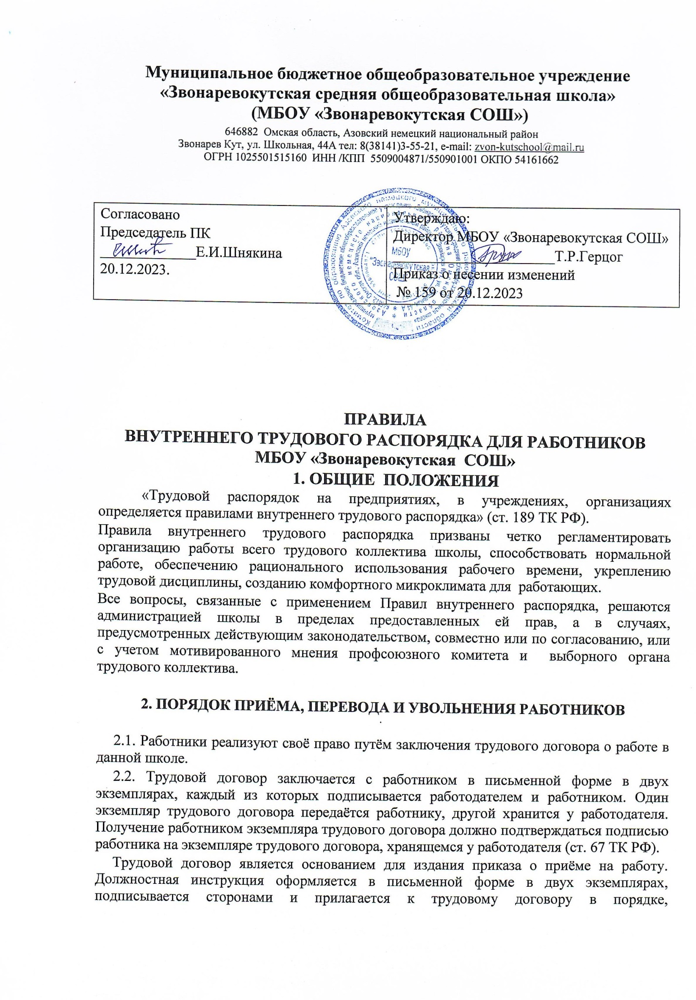 Муниципальное бюджетное общеобразовательное учреждение
«Звонаревокутская средняя общеобразовательная школа»
(МБОУ «Звонаревокутская СОШ»)
646882 Омская область, Азовский немецкий национальный район
Звонарев Кут, ул. Школьная, 44А тел: 8(38141)3-55-21, e-mail: zvon-kutschool@mail.ru
ОГРН 1025501515160 ИНН /КПП 5509004871/550901001 ОКПО 54161662
Согласовано
Председатель ПК
______________Е.И.Шнякина
20.12.2023.
Утверждаю:
Директор МБОУ «Звонаревокутская СОШ»
______________________Т.Р.Герцог
Приказ о несении изменений
№ 159 от 20.12.2023
МБОУ
"Звонаревокутская
СОШ"
ПРАВИЛА
ВНУТРЕННЕГО ТРУДОВОГО РАСПОРЯДКА ДЛЯ РАБОТНИКОВ
МБОУ «Звонаревокутская СОШ»
1. ОБЩИЕ ПОЛОЖЕНИЯ
«Трудовой распорядок на предприятиях, в учреждениях, организациях
определяется правилами внутреннего трудового распорядка» (ст. 189 ТК РФ).
Правила внутреннего трудового распорядка призваны четко регламентировать
организацию работы всего трудового коллектива школы, способствовать нормальной
работе, обеспечению рационального использования рабочего времени, укреплению
трудовой дисциплины, созданию комфортного микроклимата для работающих.
Все вопросы, связанные с применением Правил внутреннего распорядка, решаются
администрацией школы в пределах предоставленных ей прав, а в случаях,
предусмотренных действующим законодательством, совместно или по согласованию, или
с учетом мотивированного мнения профсоюзного комитета и выборного органа
трудового коллектива.
2. ПОРЯДОК ПРИЁМА, ПЕРЕВОДА И УВОЛЬНЕНИЯ РАБОТНИКОВ
2.1. Работники реализуют своё право путём заключения трудового договора о работе в
данной школе.
2.2. Трудовой договор заключается с работником в письменной форме в двух
экземплярах, каждый из которых подписывается работодателем и работником. Один
экземпляр трудового договора передаётся работнику, другой хранится у работодателя.
Получение работником экземпляра трудового договора должно подтверждаться подписью
работника на экземпляре трудового договора, хранящемся у работодателя (ст. 67 ТК РФ).
Трудовой договор является основанием для издания приказа о приёме на работу.
Должностная инструкция оформляется в письменной форме в двух экземплярах,
подписывается сторонами и прилагается к трудовому договору в порядке,